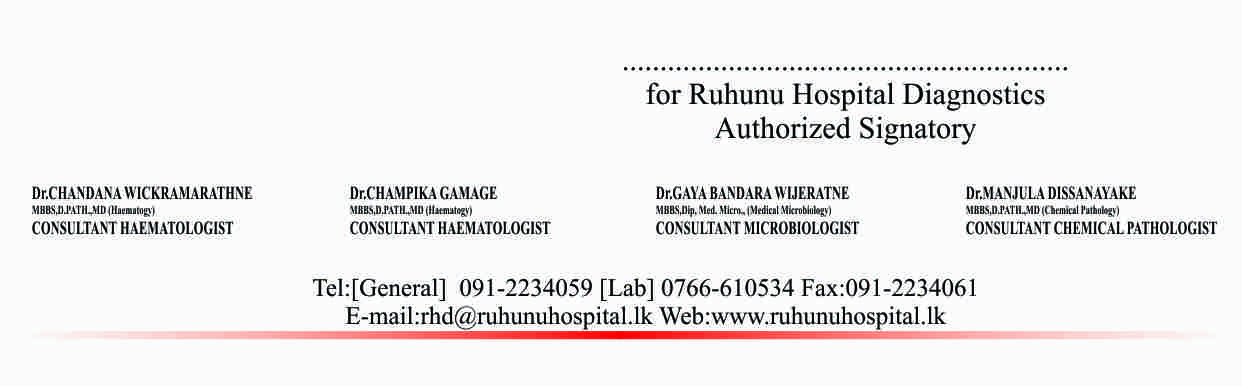 ............................................................
for Ruhunu Hospital Diagnostics
Authorized Signatory
Dr.CHANDANA WICKRAMARATHNE
MBBS,D.PATH.,MD (Haematogy)
CONSULTANT HAEMATOLOGIST
Dr.CHAMPIKA GAMAGE
MBBS,D.PATH.,MD (Haematogy)
CONSULTANT HAEMATOLOGIST
Dr.GAYA BANDARA WIJERATNE
MBBS,Dip, Med. Micro., (Medical Microbiology)
CONSULTANT MICROBIOLOGIST
Dr.MANJULA DISSANAYAKE
MBBS,D.PATH.,MD (Chemical Pathology)
CONSULTANT CHEMICAL PATHOLOGIST
Tel:[General]  091-2234059 [Lab] 0766-610534 Fax:091-2234061
E-mail:rhd@ruhunuhospital.lk Web:www.ruhunuhospital.lk